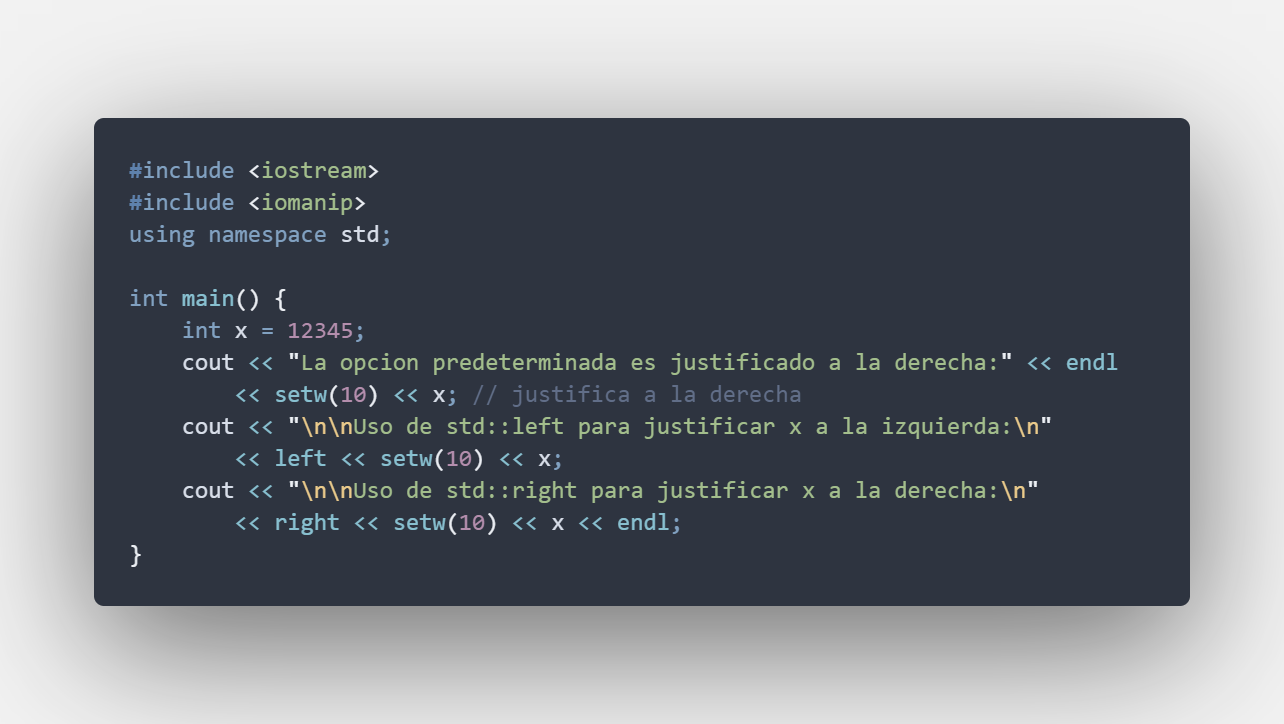 #include <iostream>
#include <iomanip>
using namespace std;

int main() {
    int x = 12345;
    cout << "La opcion predeterminada es justificado a la derecha:" << endl
        << setw(10) << x; // justifica a la derecha
    cout << "\n\nUso de std::left para justificar x a la izquierda:\n"
        << left << setw(10) << x;
    cout << "\n\nUso de std::right para justificar x a la derecha:\n"
        << right << setw(10) << x << endl;
}